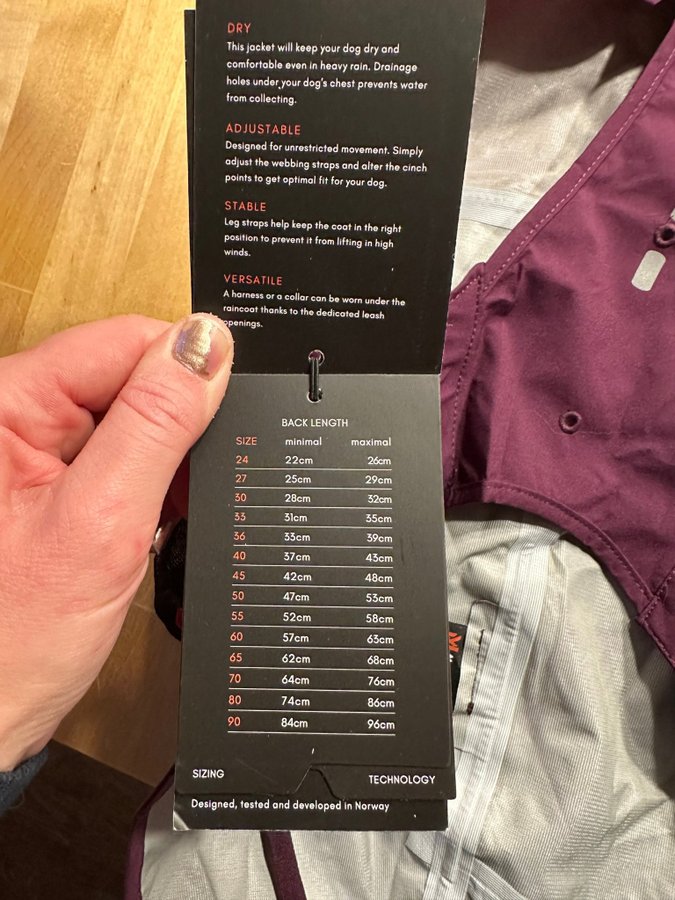 DRY
This jacket will keep your dog dry and
comfortable even in heavy rain. Drainage
holes under your dog's chest prevents water
from collecting.
ADJUSTABLE
Designed for unrestricted movement. Simply
adjust the webbing straps and alter the cinch
points to get optimal fit for your dog.
STABLE
Leg straps help keep the coat in the right
position to prevent it from lifting in high
winds.
VERSATILE
A harness or a collar can be worn under the
raincoat thanks to the dedicated leash
openings.
BACK LENGTH
SIZE minimal maximal
24 22cm 26cm
27 25cm 29cm
30 28cm 32cm
33 31cm 35cm
36 33cm 39cm
40 37cm 43cm
45 42cm 48cm
50 47cm 53cm
55 52cm 58cm
60 57cm 63cm
65 62cm 68cm
70 64cm 76cm
80 74cm 86cm
90 84cm 96cm
SIZING TECHNOLOGY
Designed, tested and developed in Norway